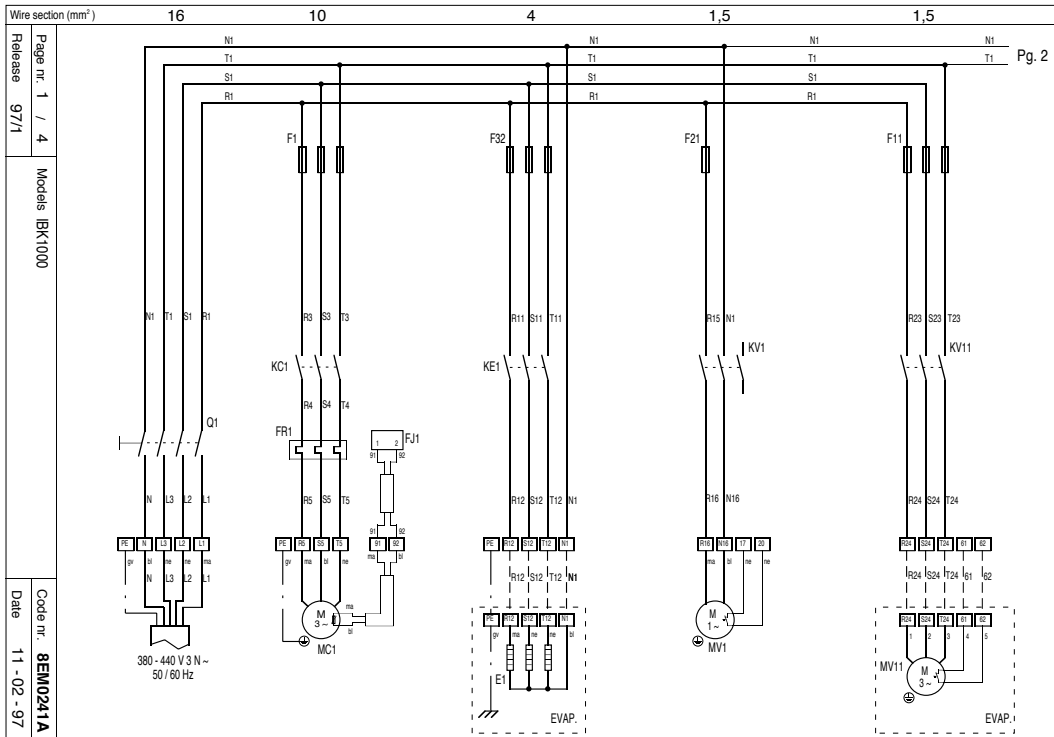 Wire section (mm²) 16 10 4 1,5 1,5
Page nr. 1 / 4
Release 97/1
Models IBK1000
Code nr. 8EM0241A
Date 11 - 02 - 97
N1 N1 N1 N1
T1 T1 T1 T1 Pg. 2
S1 S1 S1
R1 R1 R1
F1 F32 F21 F11
N1 T1 S1 R1 R3 S3 T3 R11 S11 T11 R15 N1 R23 S23 T23
KC1 KE1 KV1 KV11
R4 S4 T4
Q1 FR1 1 2 FJ1
91 92
N L3 L2 L1 R5 S5 T5 R12 S12 T12 N1 R16 N16 R24 S24 T24
91 92
PE N L3 L2 L1 PE R5 S5 T5 91 92 PE R12 S12 T12 N1 R16 N16 17 20 R24 S24 T24 61 62
gv bl ne ne ma gv ma bl ne ma bl ma bl ne ne
N L3 L2 L1 R12 S12 T12 N1 R24 S24 T24 61 62
ma
bl
PE R12 S12 T12 N1 R24 S24 T24 61 62
gv ma ne ne bl 1 2 3 4 5
M 3 ~ MC1
M 1 ~ MV1
MV11 M 3 ~
E1
380 - 440 V 3 N ~
50 / 60 Hz
EVAP. EVAP.